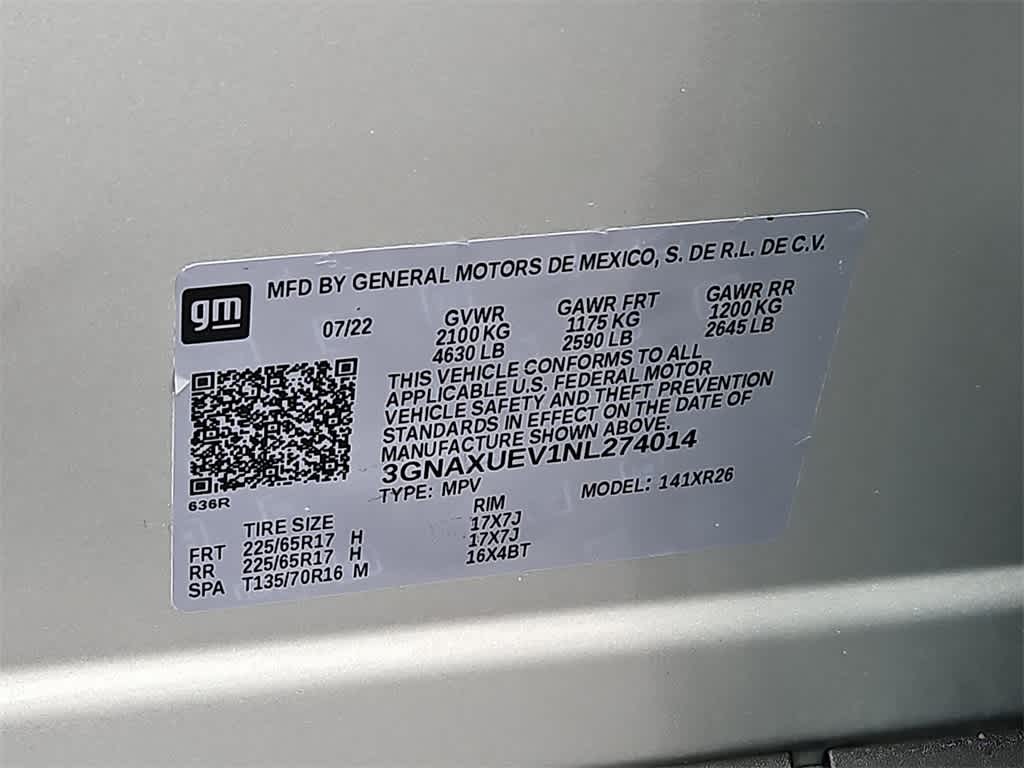 gm
MFD BY GENERAL MOTORS DE MEXICO, S. DE R.L. DE C.V.
07/22 GVWR GAWR FRT GAWR RR
2100 KG 1175 KG 1200 KG
4630 LB 2590 LB 2645 LB
THIS VEHICLE CONFORMS TO ALL
APPLICABLE U.S. FEDERAL MOTOR
VEHICLE SAFETY AND THEFT PREVENTION
STANDARDS IN EFFECT ON THE DATE OF
MANUFACTURE SHOWN ABOVE.
3GNAXUEV1NL274014
636R
TYPE: MPV MODEL: 141XR26
TIRE SIZE RIM
FRT 225/65R17 H 17X7J
RR 225/65R17 H 17X7J
SPA T135/70R16 M 16X4BT